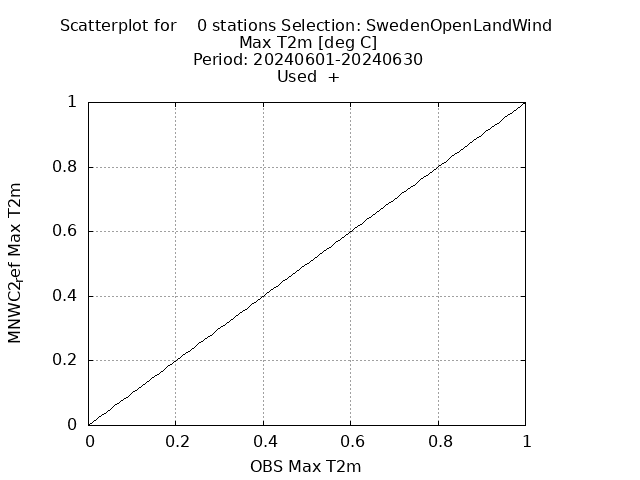 Scatterplot for    0 stations Selection: SwedenOpenLandWind
Max T2m [deg C]
Period: 20240601-20240630
Used  +
1
0.8
0.6
0.4
0.2
0
MNWC2ref Max T2m
0 0.2 0.4 0.6 0.8 1
OBS Max T2m